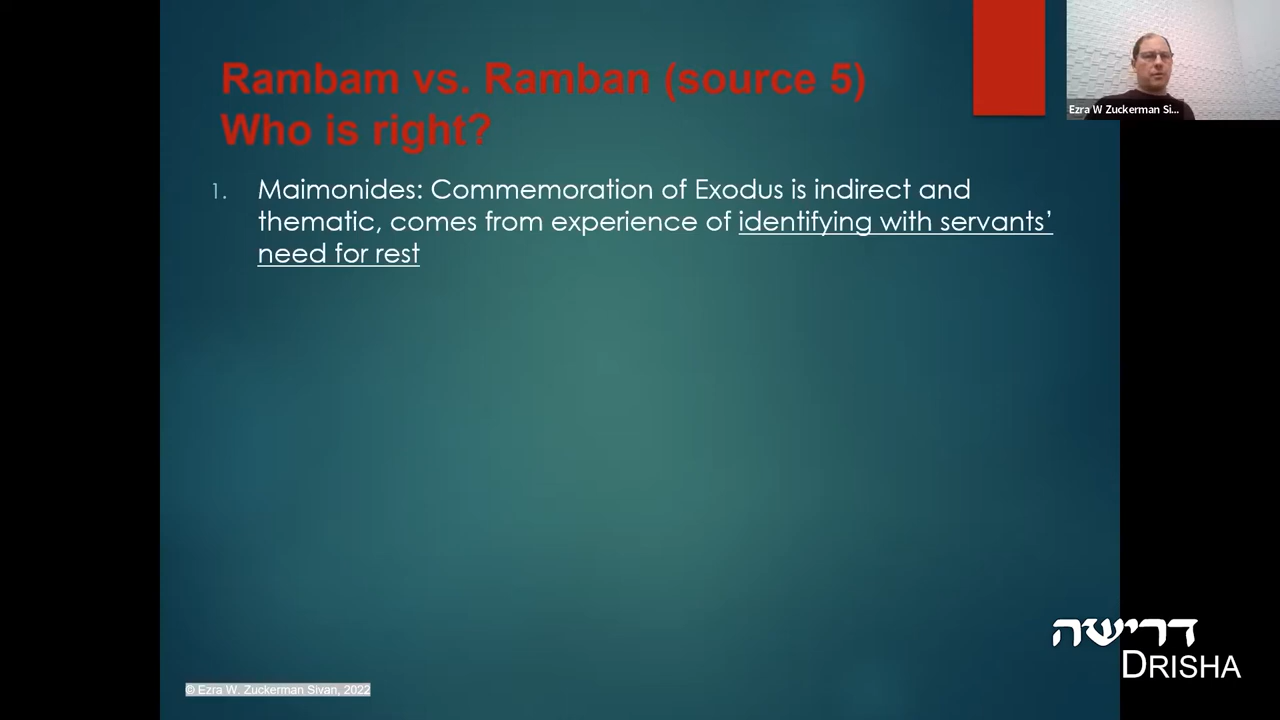 Rambam vs. Ramban (source 5)
Who is right?
Ezra W Zuckerman Si...
1. Maimonides: Commemoration of Exodus is indirect and
thematic, comes from experience of identifying with servants’
need for rest
דרישה
DRISHA
© Ezra W. Zuckerman Sivan, 2022